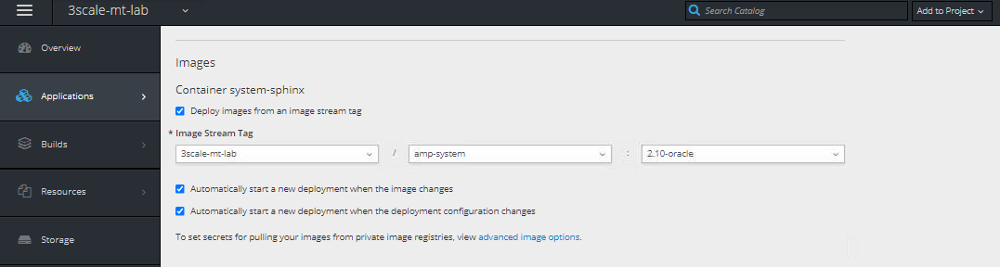 3scale-mt-lab
Search Catalog
Add to Project
Overview
Applications
Builds
Resources
Storage
Images
Container system-sphinx
Deploy images from an image stream tag
* Image Stream Tag
3scale-mt-lab / amp-system : 2.10-oracle
Automatically start a new deployment when the image changes
Automatically start a new deployment when the deployment configuration changes
To set secrets for pulling your images from private image registries, view advanced image options.